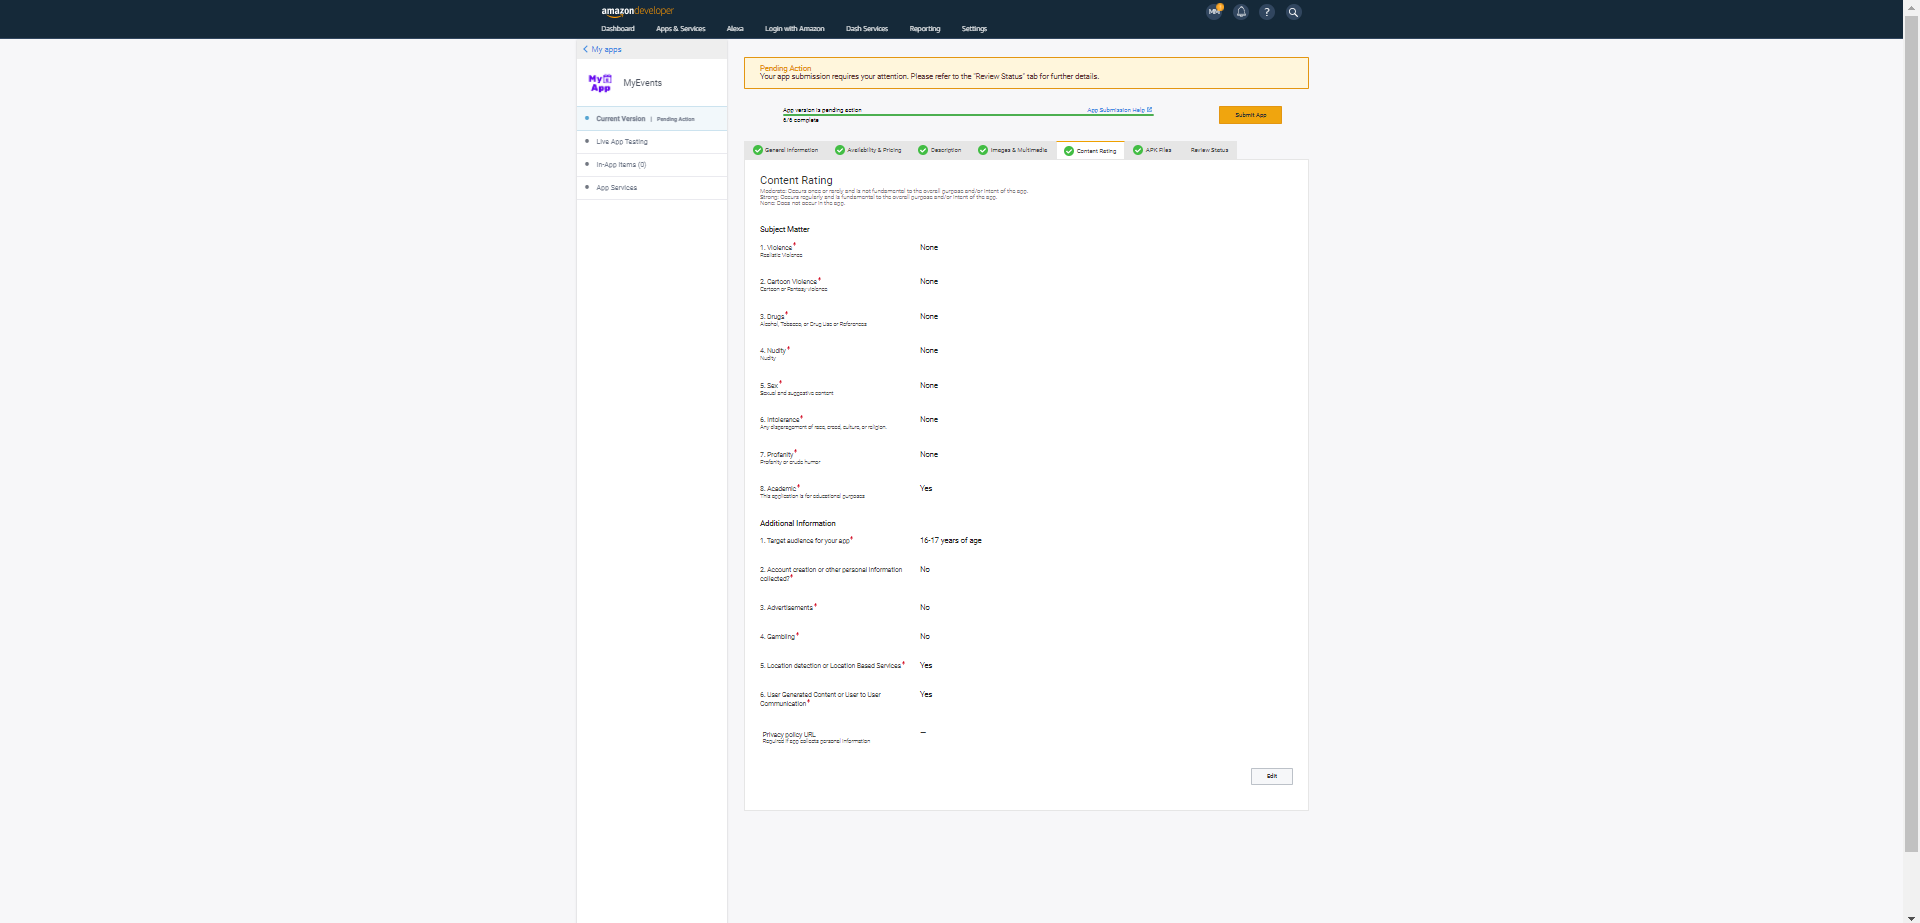 amazondeveloper
MM
Dashboard Apps & Services Alexa Login with Amazon Dash Services Reporting Settings
My apps
My App
MyEvents
Current Version | Pending Action
Live App Testing
In-App Items (0)
App Services
Pending Action
Your app submission requires your attention. Please refer to the "Review Status" tab for further details.
App version is pending action
App Submission Help
6/6 complete
Submit App
General Information Availability & Pricing Description Images & Multimedia Content Rating APK Files Review Status
Content Rating
Moderate: Occurs once or rarely and is not fundamental to the overall purpose and/or intent of the app.
Strong: Occurs regularly and is fundamental to the overall purpose and/or intent of the app.
None: Does not occur in the app.
Subject Matter
1. Violence* None
Realistic Violence
2. Cartoon Violence* None
Cartoon or Fantasy violence
3. Drugs* None
Alcohol, Tobacco, or Drug Use or References
4. Nudity* None
Nudity
5. Sex* None
Sexual and suggestive content
6. Intolerance* None
Any disparagement of race, creed, culture, or religion.
7. Profanity* None
Profanity or crude humor
8. Academic* Yes
This application is for educational purposes
Additional Information
1. Target audience for your app* 16-17 years of age
2. Account creation or other personal information No
collected?*
3. Advertisements* No
4. Gambling* No
5. Location detection or Location Based Services* Yes
6. User Generated Content or User to User Yes
Communication*
Privacy policy URL —
Required if app collects personal information
Edit